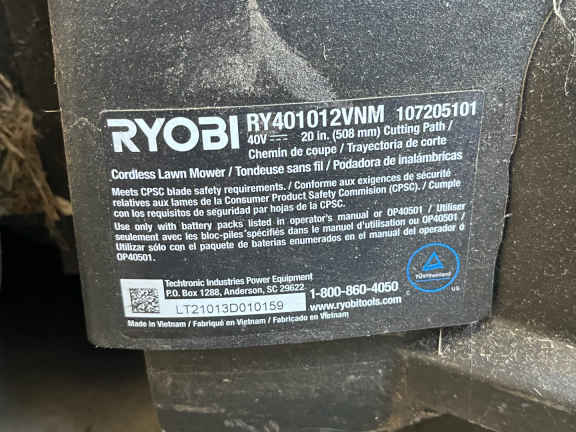 RYOBI RY401012VNM 107205101
40V⎓ 20 in. (508 mm) Cutting Path /
Chemin de coupe / Trayectoria de corte
Cordless Lawn Mower / Tondeuse sans fil / Podadora de inalámbricas
Meets CPSC blade safety requirements. / Conforme aux exigences de sécurité
relatives aux lames de la Consumer Product Safety Commision (CPSC). / Cumple
con los requisitos de seguridad par hojas de la CPSC.
Use only with battery packs listed in operator's manual or OP40501 / Utiliser
seulement avec les bloc-piles spécifiés dans le manuel d'utilisation ou OP40501 /
Utilizar sólo con el paquete de baterias enumerados en el manual del operador ó
OP40501.
Techtronic Industries Power Equipment
P.O. Box 1288, Anderson, SC 29622
1-800-860-4050
www.ryobitools.com
LT21013D010159
Made in Vietnam / Fabriqué en Vietnam / Fabricado en Vietnam
TÜVRheinland
C US